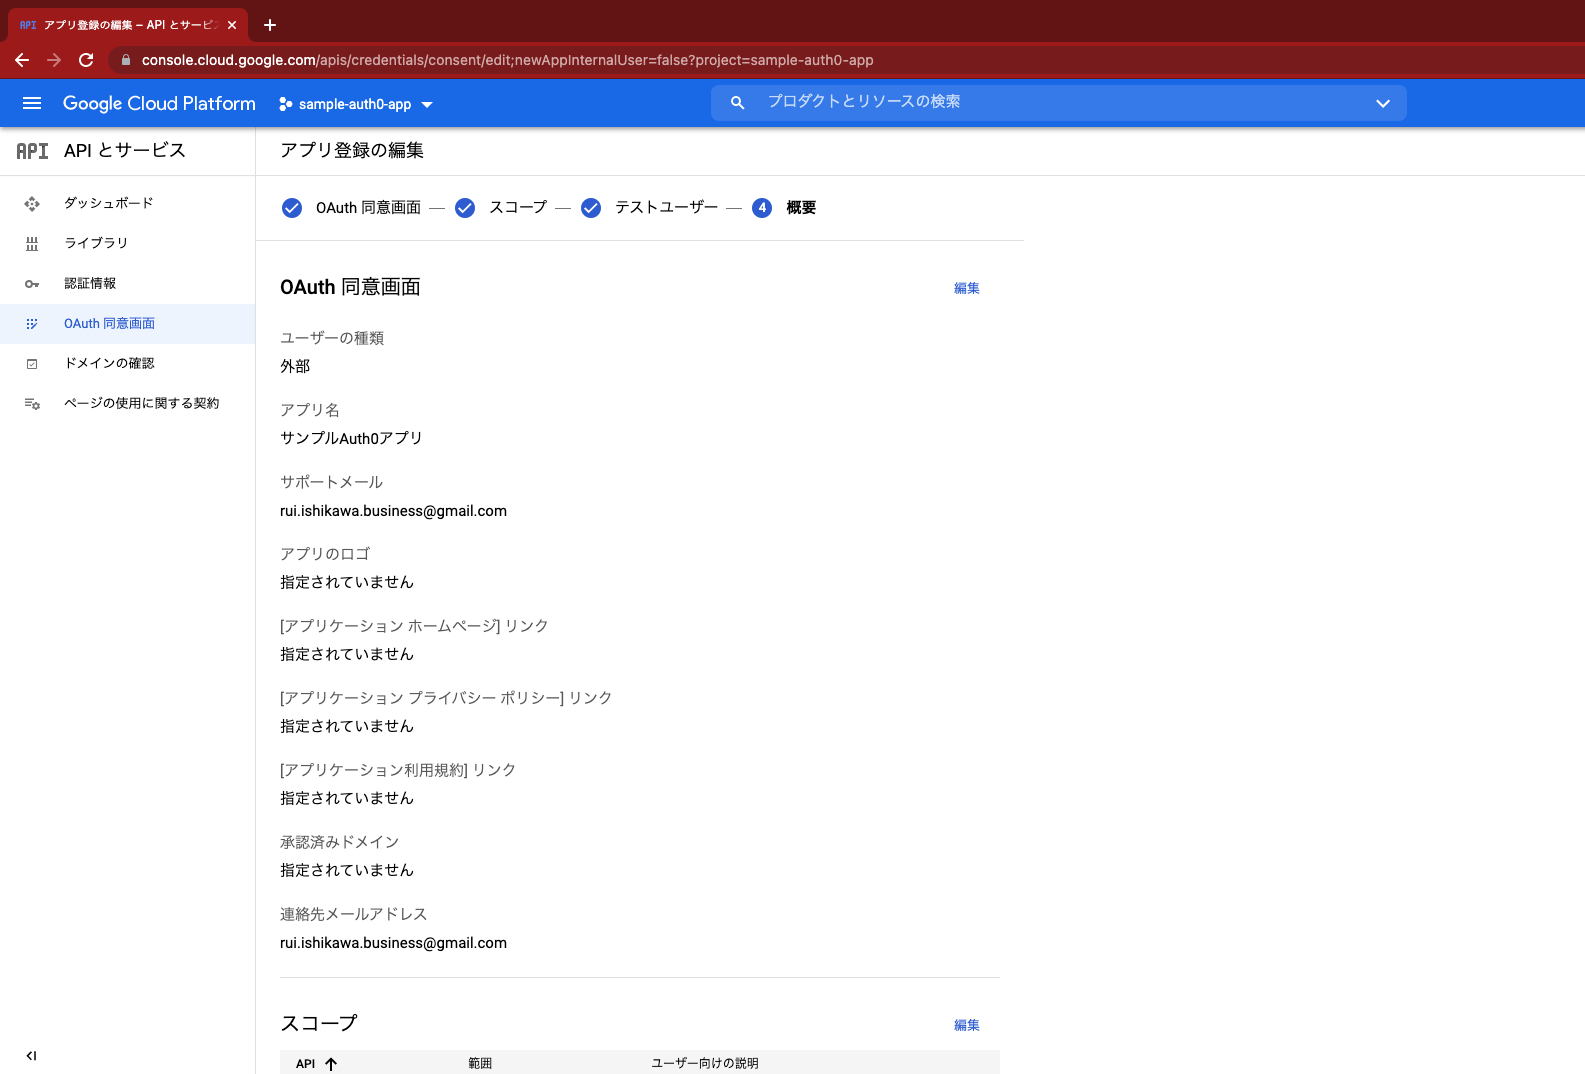 API アプリ登録の編集 – API とサービス
console.cloud.google.com/apis/credentials/consent/edit;newAppInternalUser=false?project=sample-auth0-app
Google Cloud Platform sample-auth0-app プロダクトとリソースの検索
API API とサービス
ダッシュボード
ライブラリ
認証情報
OAuth 同意画面
ドメインの確認
ページの使用に関する契約
アプリ登録の編集
OAuth 同意画面 — スコープ — テストユーザー — 4 概要
OAuth 同意画面 編集
ユーザーの種類
外部
アプリ名
サンプルAuth0アプリ
サポートメール
rui.ishikawa.business@gmail.com
アプリのロゴ
指定されていません
[アプリケーション ホームページ] リンク
指定されていません
[アプリケーション プライバシー ポリシー] リンク
指定されていません
[アプリケーション利用規約] リンク
指定されていません
承認済みドメイン
指定されていません
連絡先メールアドレス
rui.ishikawa.business@gmail.com
スコープ 編集
API 範囲 ユーザー向けの説明